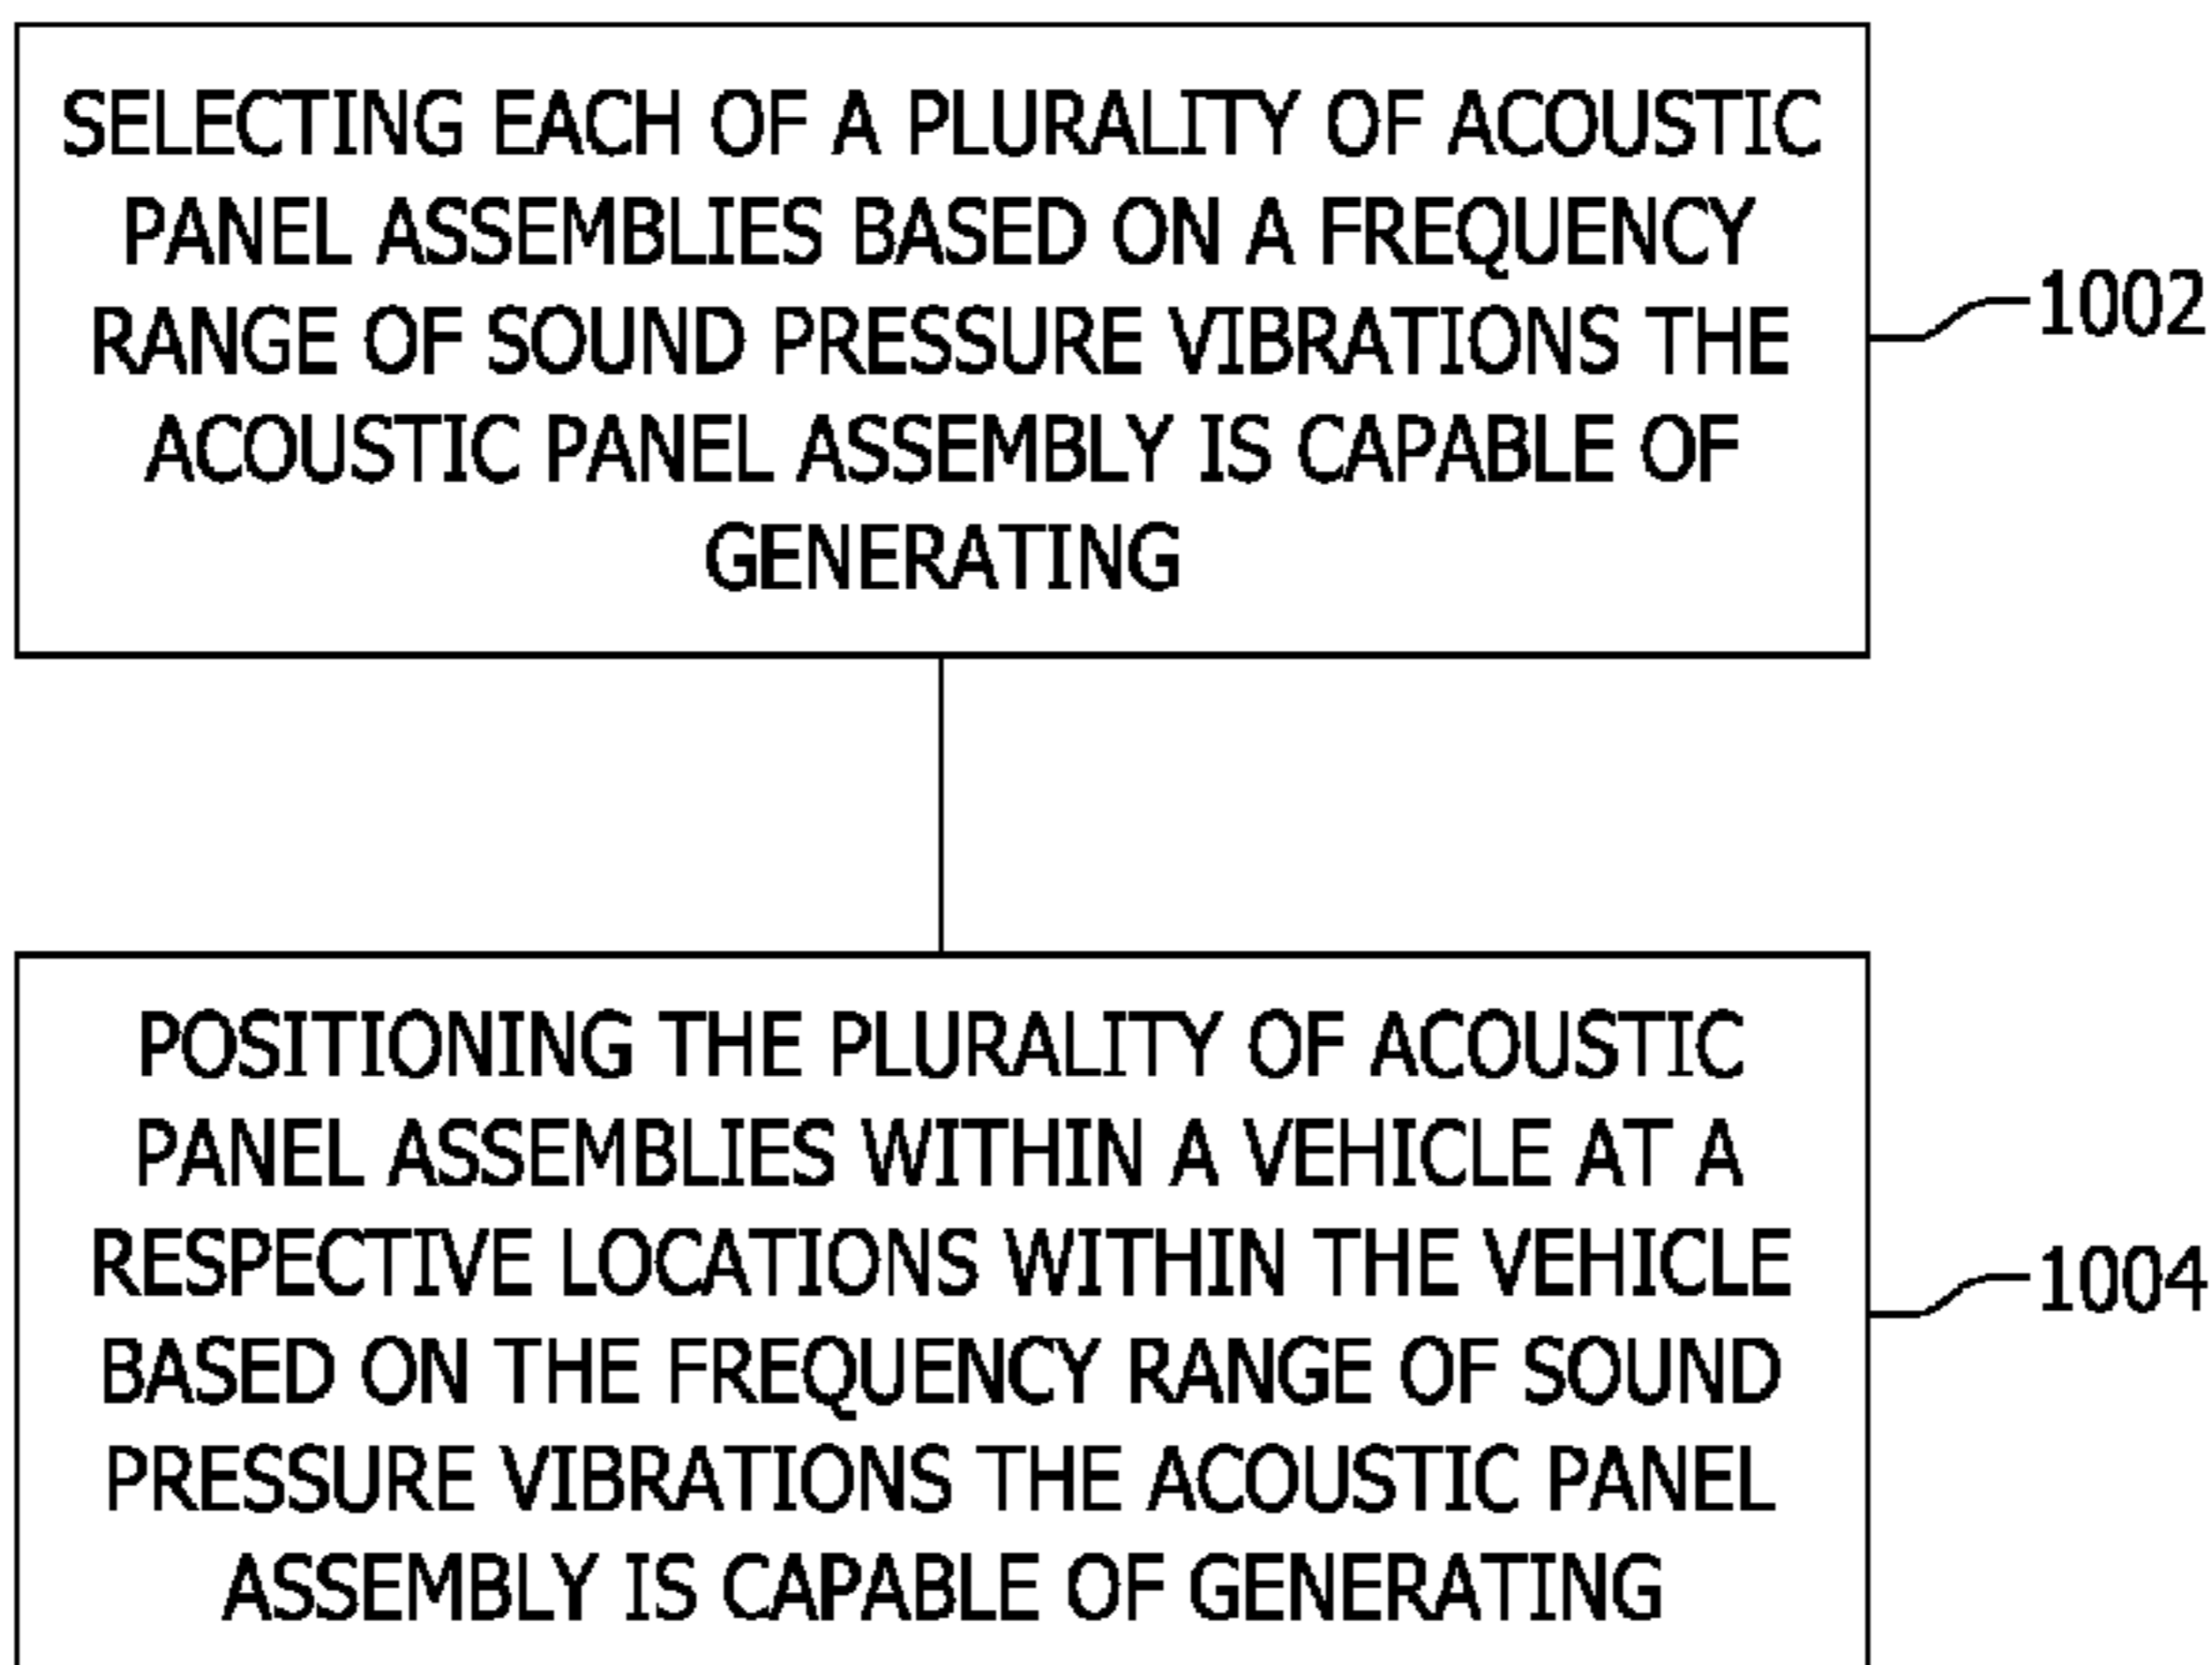 SELECTING EACH OF A PLURALITY OF ACOUSTIC
PANEL ASSEMBLIES BASED ON A FREQUENCY
RANGE OF SOUND PRESSURE VIBRATIONS THE
ACOUSTIC PANEL ASSEMBLY IS CAPABLE OF
GENERATING
1002
POSITIONING THE PLURALITY OF ACOUSTIC
PANEL ASSEMBLIES WITHIN A VEHICLE AT A
RESPECTIVE LOCATIONS WITHIN THE VEHICLE
BASED ON THE FREQUENCY RANGE OF SOUND
PRESSURE VIBRATIONS THE ACOUSTIC PANEL
ASSEMBLY IS CAPABLE OF GENERATING
1004